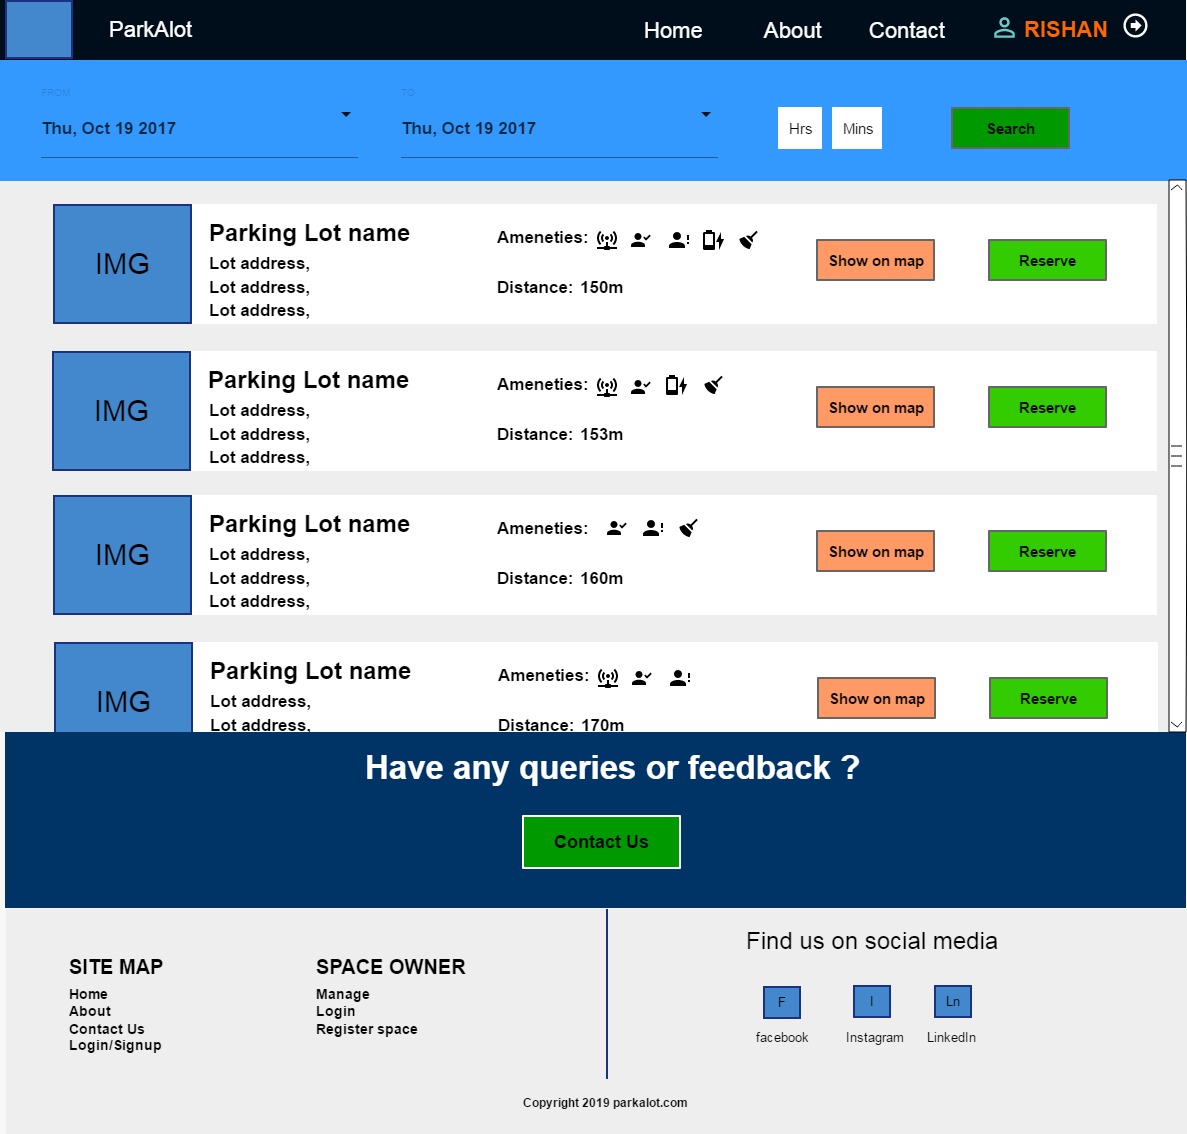 ParkAlot
Home About Contact RISHAN
FROM TO
Thu, Oct 19 2017 Thu, Oct 19 2017 Hrs Mins Search
IMG
Parking Lot name
Lot address,
Lot address,
Lot address,
Ameneties:
Distance: 150m
Show on map
Reserve
IMG
Parking Lot name
Lot address,
Lot address,
Lot address,
Ameneties:
Distance: 153m
Show on map
Reserve
IMG
Parking Lot name
Lot address,
Lot address,
Lot address,
Ameneties:
Distance: 160m
Show on map
Reserve
IMG
Parking Lot name
Lot address,
Lot address,
Ameneties:
Distance: 170m
Show on map
Reserve
Have any queries or feedback ?
Contact Us
SITE MAP
Home
About
Contact Us
Login/Signup
SPACE OWNER
Manage
Login
Register space
Find us on social media
F I Ln
facebook Instagram LinkedIn
Copyright 2019 parkalot.com